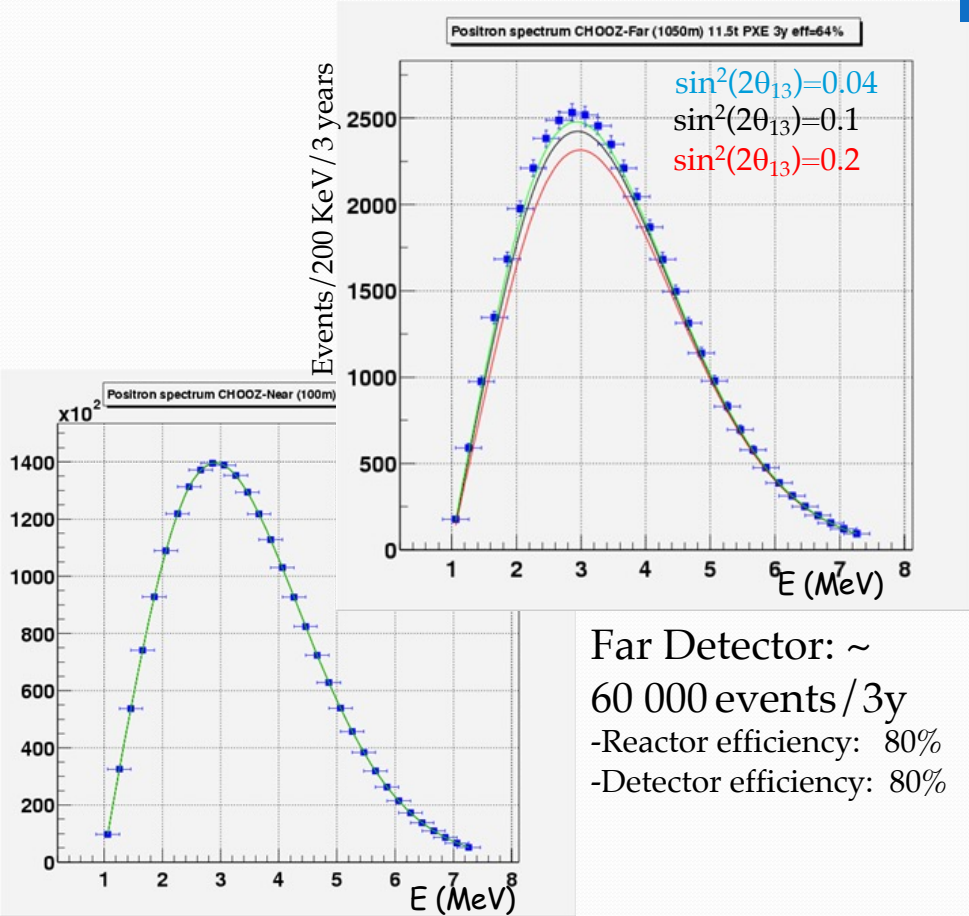 Positron spectrum CHOOZ-Far (1050m) 11.5t PXE 3y eff=64%
sin²(2θ₁₃)=0.04
sin²(2θ₁₃)=0.1
sin²(2θ₁₃)=0.2
Events/200 KeV/3 years
2500
2000
1500
1000
500
0
1 2 3 4 5 6 7 8
E (MeV)
Positron spectrum CHOOZ-Near (100m)
x10²
1400
1200
1000
800
600
400
200
0
1 2 3 4 5 6 7 8
E (MeV)
Far Detector: ~
60 000 events/3y
-Reactor efficiency: 80%
-Detector efficiency: 80%